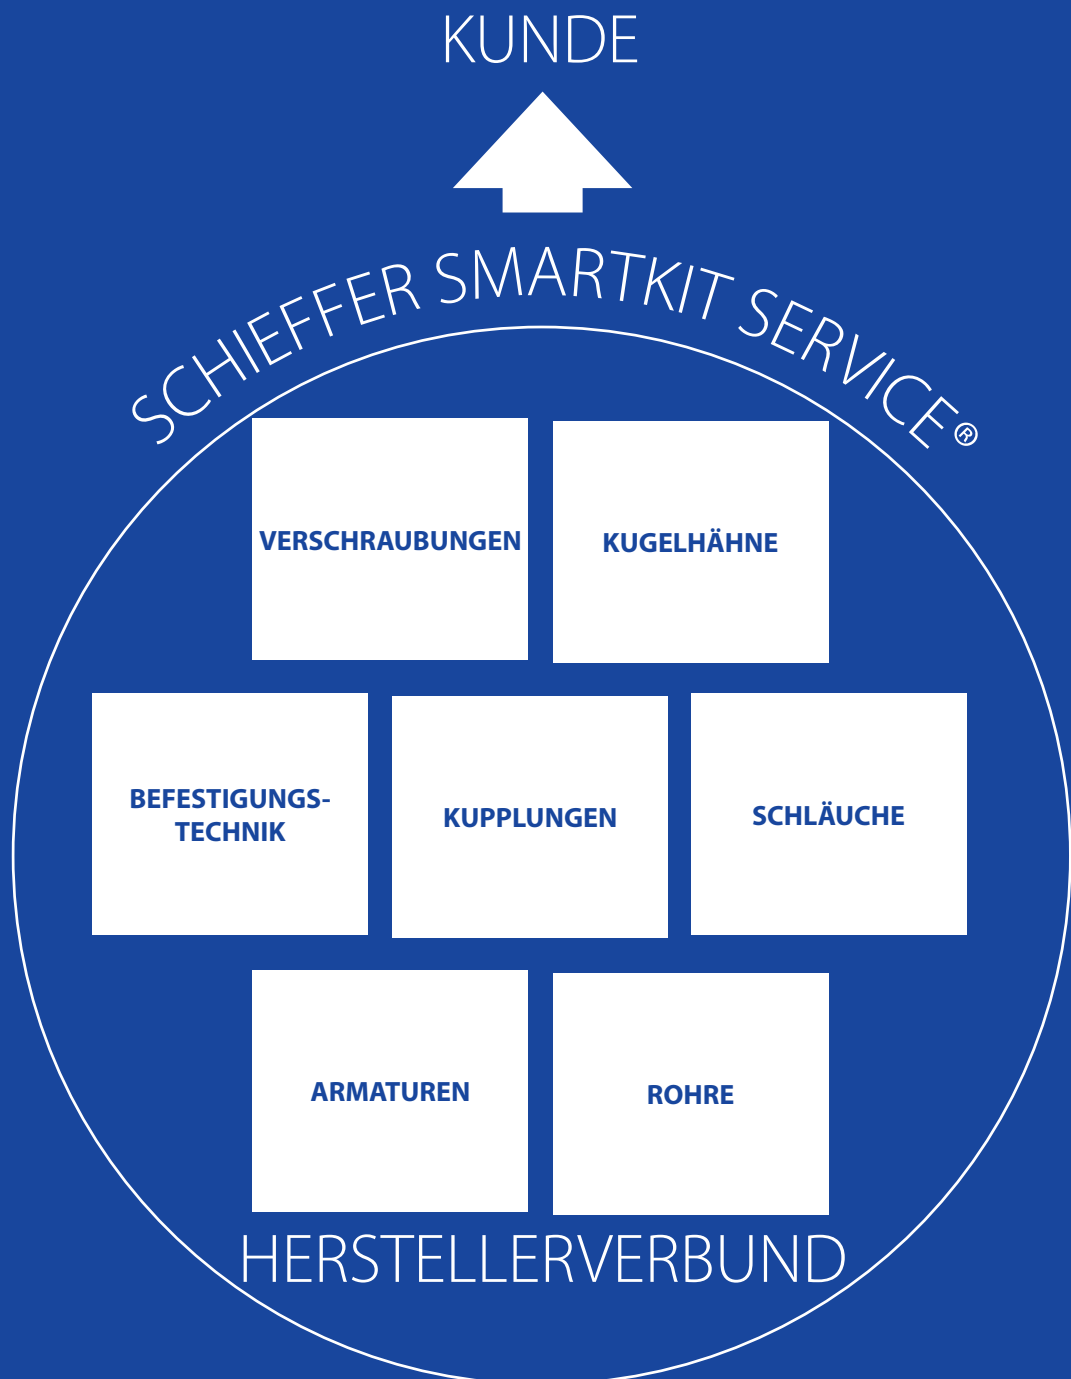 KUNDE
SCHIEFFER SMARTKIT SERVICE®
VERSCHRAUBUNGEN
KUGELHÄHNE
BEFESTIGUNGS-
TECHNIK
KUPPLUNGEN
SCHLÄUCHE
ARMATUREN
ROHRE
HERSTELLERVERBUND